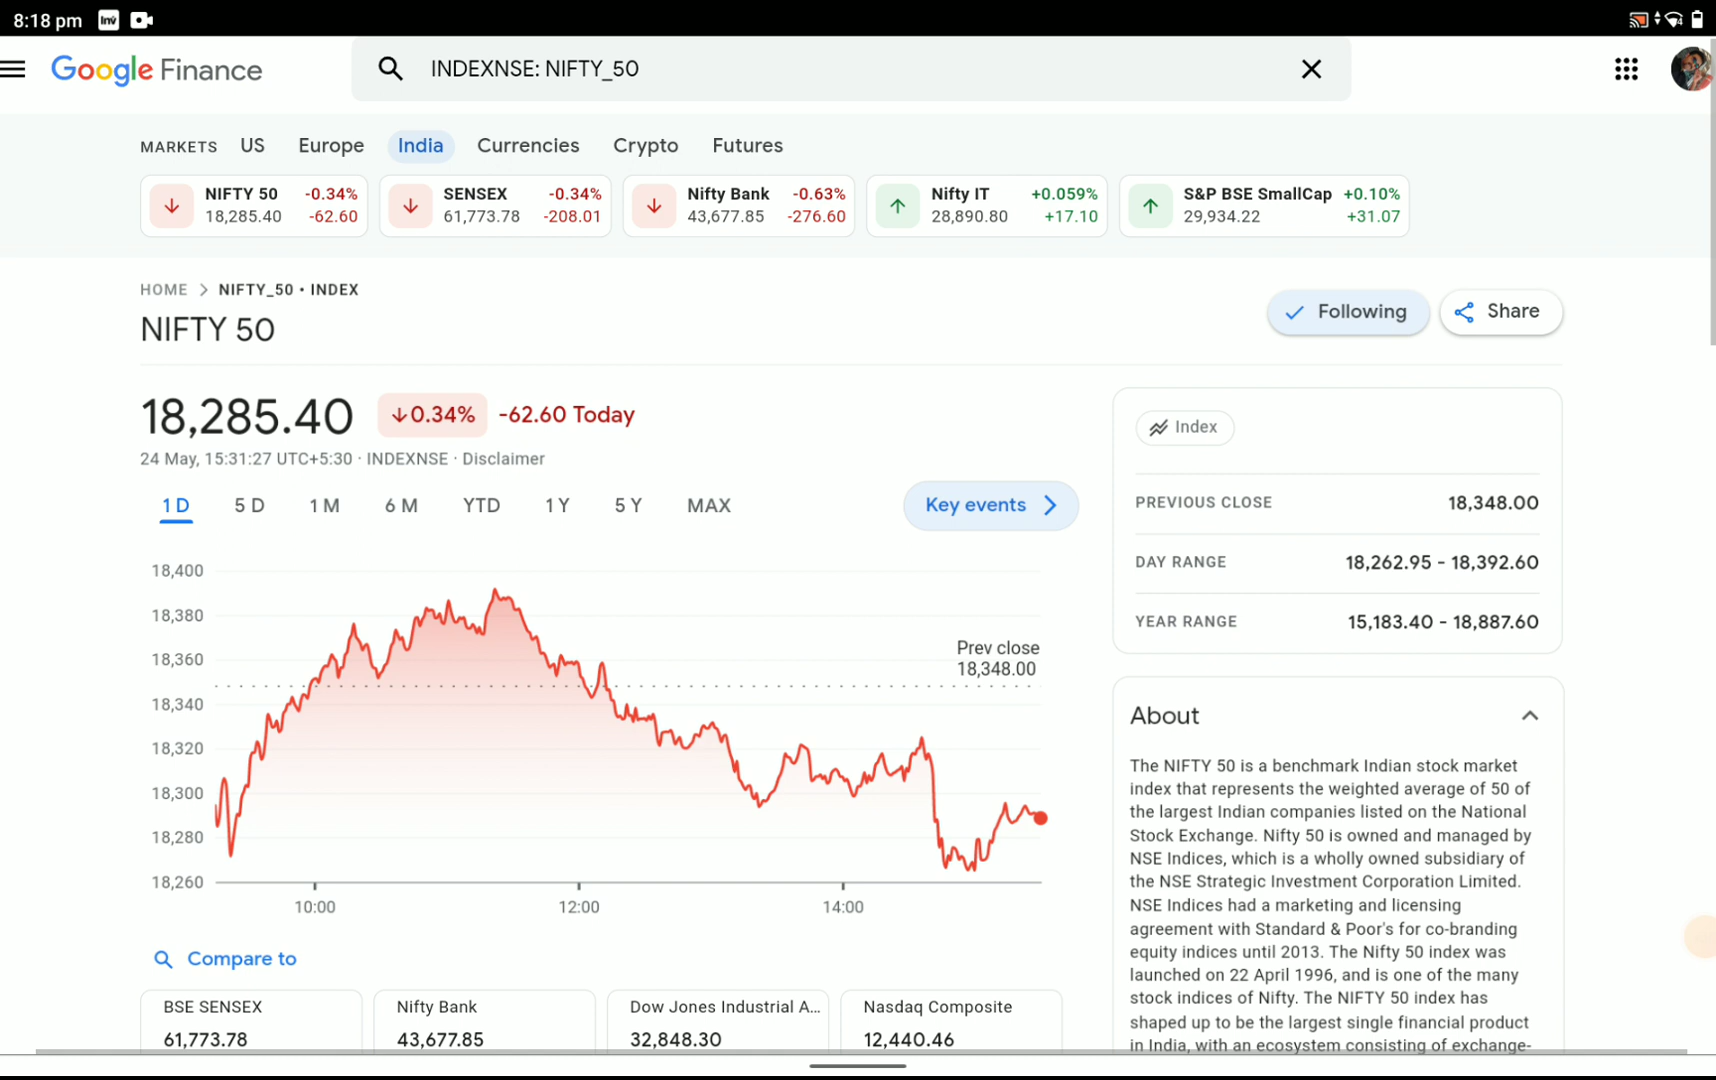 8:18 pm
Google Finance
INDEXNSE: NIFTY_50
MARKETS US Europe India Currencies Crypto Futures
NIFTY 50 -0.34%
18,285.40 -62.60
SENSEX -0.34%
61,773.78 -208.01
Nifty Bank -0.63%
43,677.85 -276.60
Nifty IT +0.059%
28,890.80 +17.10
S&P BSE SmallCap +0.10%
29,934.22 +31.07
HOME > NIFTY_50 • INDEX
NIFTY 50
Following
Share
18,285.40 ↓0.34% -62.60 Today
24 May, 15:31:27 UTC+5:30 · INDEXNSE · Disclaimer
1 D 5 D 1 M 6 M YTD 1 Y 5 Y MAX
Key events
18,400
18,380
18,360
18,340
18,320
18,300
18,280
18,260
Prev close
18,348.00
10:00 12:00 14:00
Compare to
BSE SENSEX
61,773.78
Nifty Bank
43,677.85
Dow Jones Industrial A...
32,848.30
Nasdaq Composite
12,440.46
Index
PREVIOUS CLOSE 18,348.00
DAY RANGE 18,262.95 - 18,392.60
YEAR RANGE 15,183.40 - 18,887.60
About
The NIFTY 50 is a benchmark Indian stock market
index that represents the weighted average of 50 of
the largest Indian companies listed on the National
Stock Exchange. Nifty 50 is owned and managed by
NSE Indices, which is a wholly owned subsidiary of
the NSE Strategic Investment Corporation Limited.
NSE Indices had a marketing and licensing
agreement with Standard & Poor's for co-branding
equity indices until 2013. The Nifty 50 index was
launched on 22 April 1996, and is one of the many
stock indices of Nifty. The NIFTY 50 index has
shaped up to be the largest single financial product
in India, with an ecosystem consisting of exchange-